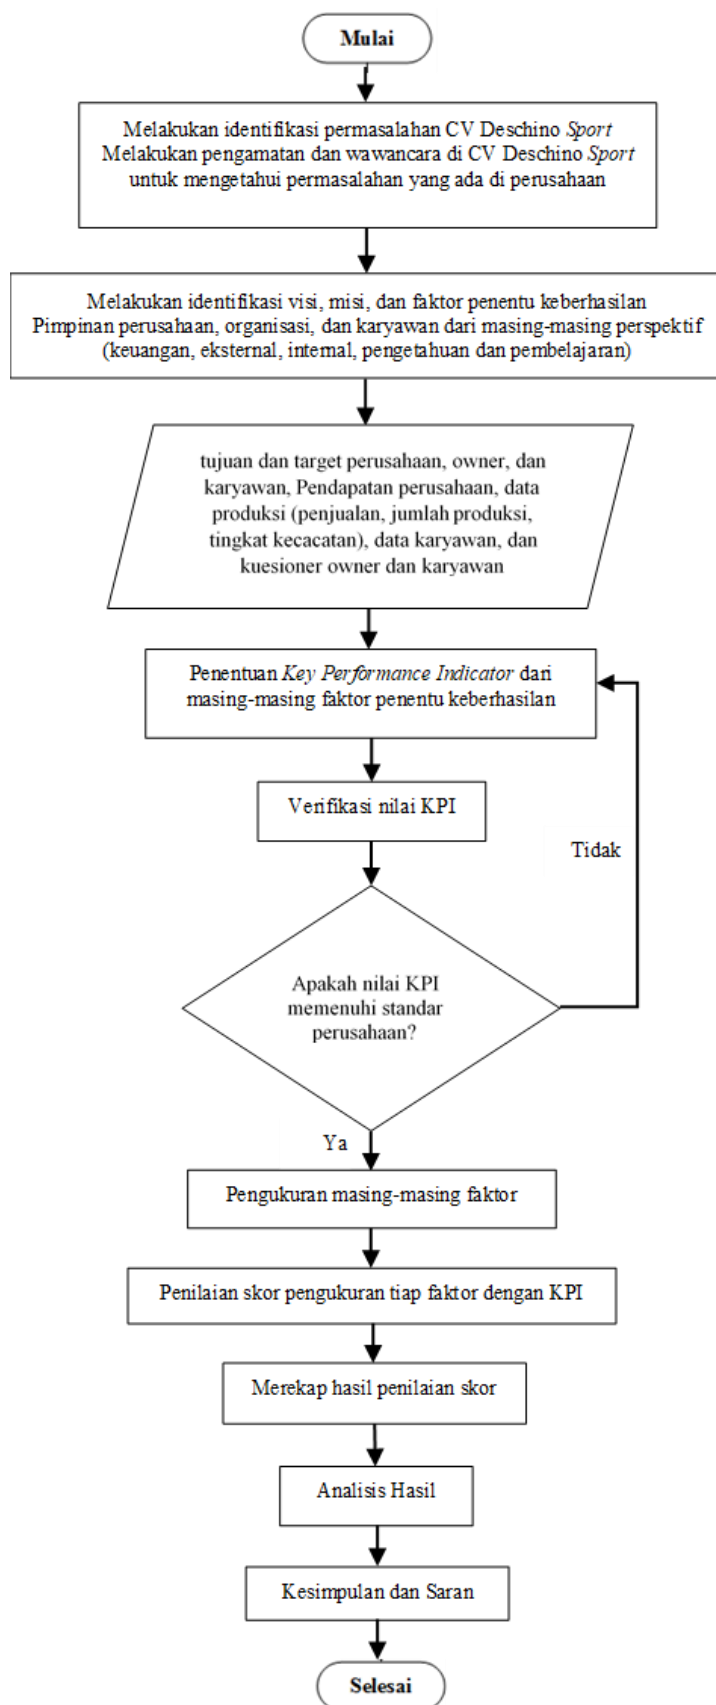 Mulai
Melakukan identifikasi permasalahan CV Deschino Sport
Melakukan pengamatan dan wawancara di CV Deschino Sport
untuk mengetahui permasalahan yang ada di perusahaan
Melakukan identifikasi visi, misi, dan faktor penentu keberhasilan
Pimpinan perusahaan, organisasi, dan karyawan dari masing-masing perspektif
(keuangan, eksternal, internal, pengetahuan dan pembelajaran)
tujuan dan target perusahaan, owner, dan
karyawan, Pendapatan perusahaan, data
produksi (penjualan, jumlah produksi,
tingkat kecacatan), data karyawan, dan
kuesioner owner dan karyawan
Penentuan Key Performance Indicator dari
masing-masing faktor penentu keberhasilan
Verifikasi nilai KPI
Tidak
Apakah nilai KPI
memenuhi standar
perusahaan?
Ya
Pengukuran masing-masing faktor
Penilaian skor pengukuran tiap faktor dengan KPI
Merekap hasil penilaian skor
Analisis Hasil
Kesimpulan dan Saran
Selesai